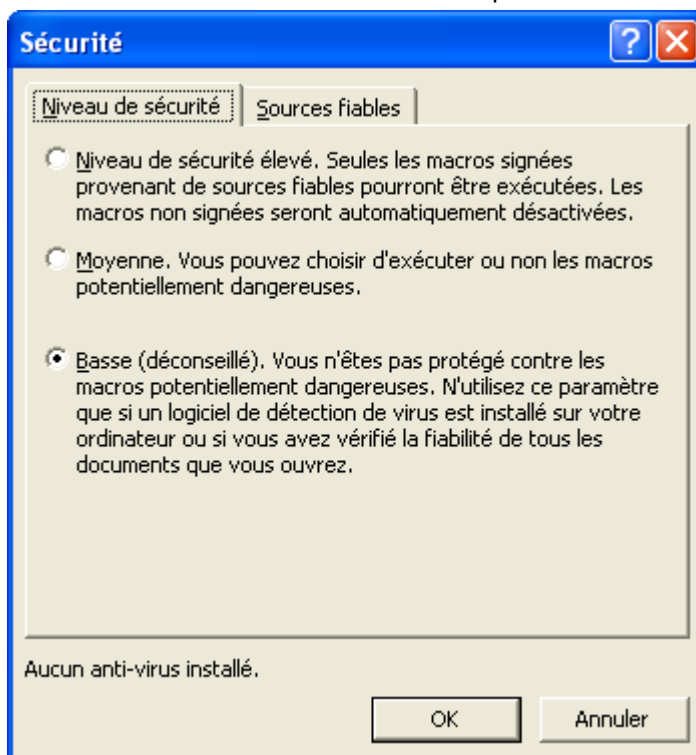 Sécurité
Niveau de sécurité
Sources fiables
Niveau de sécurité élevé. Seules les macros signées
provenant de sources fiables pourront être exécutées. Les
macros non signées seront automatiquement désactivées.
Moyenne. Vous pouvez choisir d'exécuter ou non les macros
potentiellement dangereuses.
Basse (déconseillé). Vous n'êtes pas protégé contre les
macros potentiellement dangereuses. N'utilisez ce paramètre
que si un logiciel de détection de virus est installé sur votre
ordinateur ou si vous avez vérifié la fiabilité de tous les
documents que vous ouvrez.
Aucun anti-virus installé.
OK
Annuler